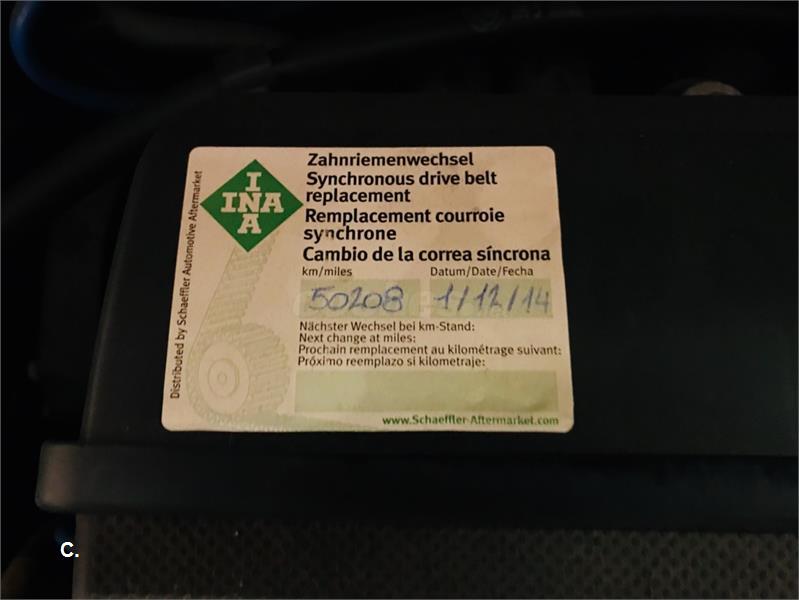 INA
INA
Zahnriemenwechsel
Synchronous drive belt
replacement
Remplacement courroie
synchrone
Cambio de la correa síncrona
km/miles Datum/Date/Fecha
50208 1/12/14
Nächster Wechsel bei km-Stand:
Next change at miles:
Prochain remplacement au kilométrage suivant:
Próximo reemplazo si kilometraje:
www.Schaeffler-Aftermarket.com
Distributed by Schaeffler Automotive Aftermarket
C.